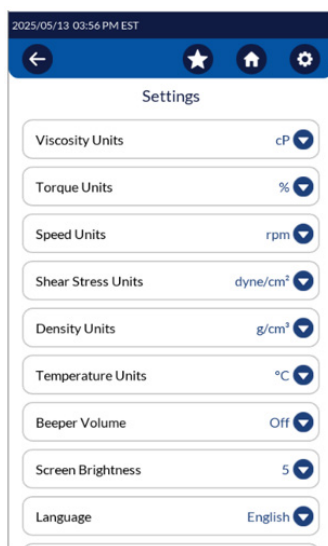 2025/05/13 03:56 PM EST
Settings
Viscosity Units cP
Torque Units %
Speed Units rpm
Shear Stress Units dyne/cm²
Density Units g/cm³
Temperature Units °C
Beeper Volume Off
Screen Brightness 5
Language English